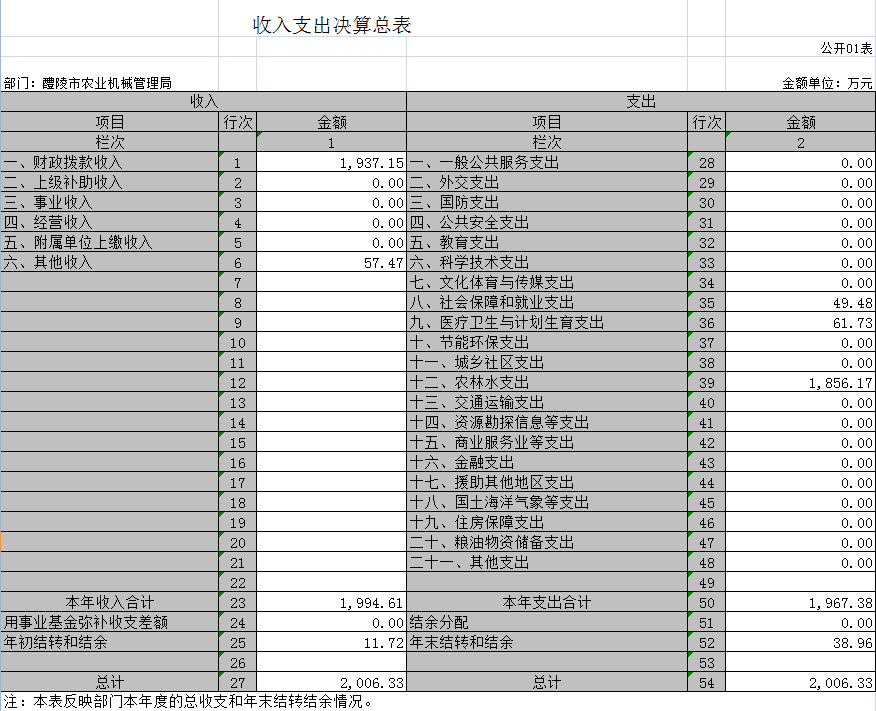 收入支出决算总表
公开01表
部门：醴陵市农业机械管理局 金额单位：万元
收入 支出
项目 行次 金额 项目 行次 金额
栏次 1 栏次 2
一、财政拨款收入 1 1,937.15 一、一般公共服务支出 28 0.00
二、上级补助收入 2 0.00 二、外交支出 29 0.00
三、事业收入 3 0.00 三、国防支出 30 0.00
四、经营收入 4 0.00 四、公共安全支出 31 0.00
五、附属单位上缴收入 5 0.00 五、教育支出 32 0.00
六、其他收入 6 57.47 六、科学技术支出 33 0.00
7 七、文化体育与传媒支出 34 0.00
8 八、社会保障和就业支出 35 49.48
9 九、医疗卫生与计划生育支出 36 61.73
10 十、节能环保支出 37 0.00
11 十一、城乡社区支出 38 0.00
12 十二、农林水支出 39 1,856.17
13 十三、交通运输支出 40 0.00
14 十四、资源勘探信息等支出 41 0.00
15 十五、商业服务业等支出 42 0.00
16 十六、金融支出 43 0.00
17 十七、援助其他地区支出 44 0.00
18 十八、国土海洋气象等支出 45 0.00
19 十九、住房保障支出 46 0.00
20 二十、粮油物资储备支出 47 0.00
21 二十一、其他支出 48 0.00
22 49
本年收入合计 23 1,994.61 本年支出合计 50 1,967.38
用事业基金弥补收支差额 24 0.00 结余分配 51 0.00
年初结转和结余 25 11.72 年末结转和结余 52 38.96
26 53
总计 27 2,006.33 总计 54 2,006.33
注：本表反映部门本年度的总收支和年末结转结余情况。